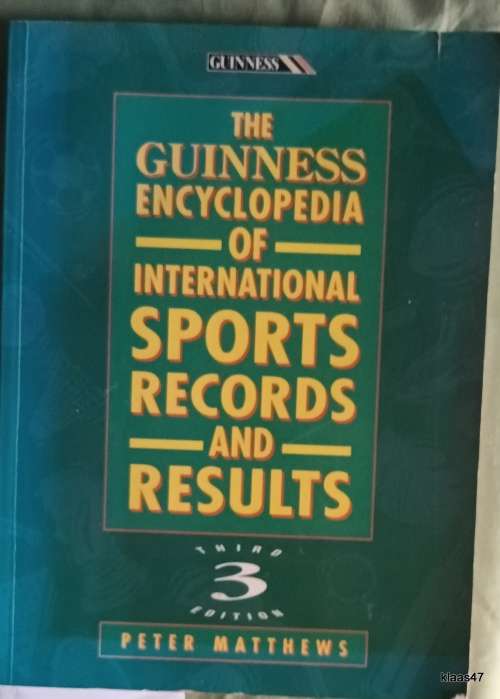 GUINNESS
THE
GUINNESS
ENCYCLOPEDIA
OF
INTERNATIONAL
SPORTS
RECORDS
AND
RESULTS
THIRD
3
EDITION
PETER MATTHEWS
klaas47